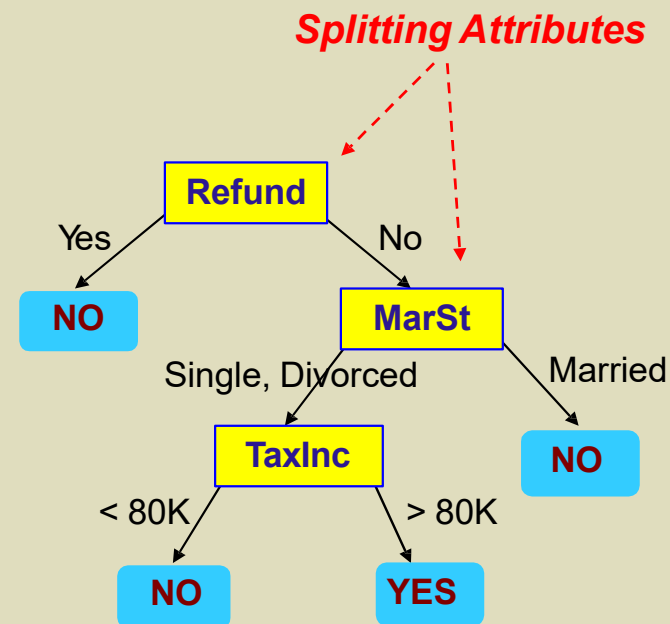 Splitting Attributes
Refund
Yes
No
NO
MarSt
Single, Divorced
Married
TaxInc
NO
< 80K
> 80K
NO
YES